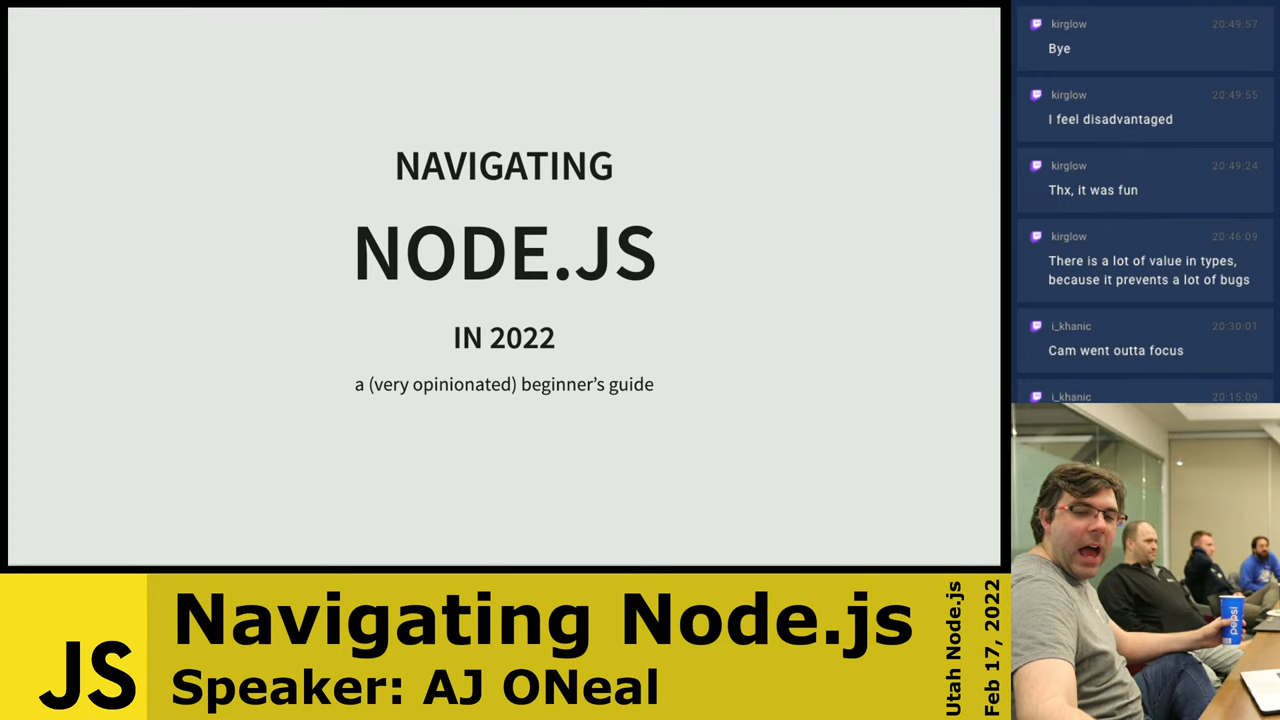 NAVIGATING
NODE.JS
IN 2022
a (very opinionated) beginner's guide
kirglow 20:49:57
Bye
kirglow 20:49:55
I feel disadvantaged
kirglow 20:49:24
Thx, it was fun
kirglow 20:46:09
There is a lot of value in types,
because it prevents a lot of bugs
i_khanic 20:30:01
Cam went outta focus
i_khanic 20:15:09
pepsi
JS
Navigating Node.js
Speaker: AJ ONeal
Utah Node.js
Feb 17, 2022